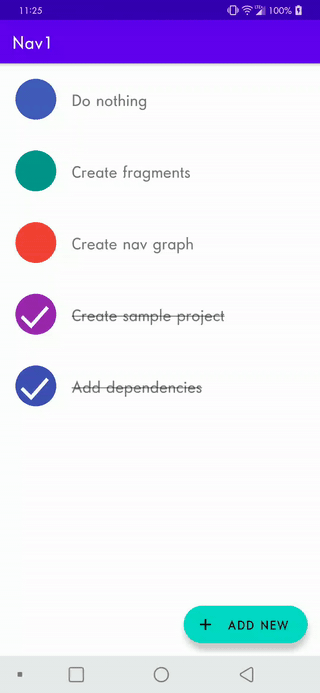 11:25
100%
Nav1
Do nothing
Create fragments
Create nav graph
Create sample project
Add dependencies
+ ADD NEW